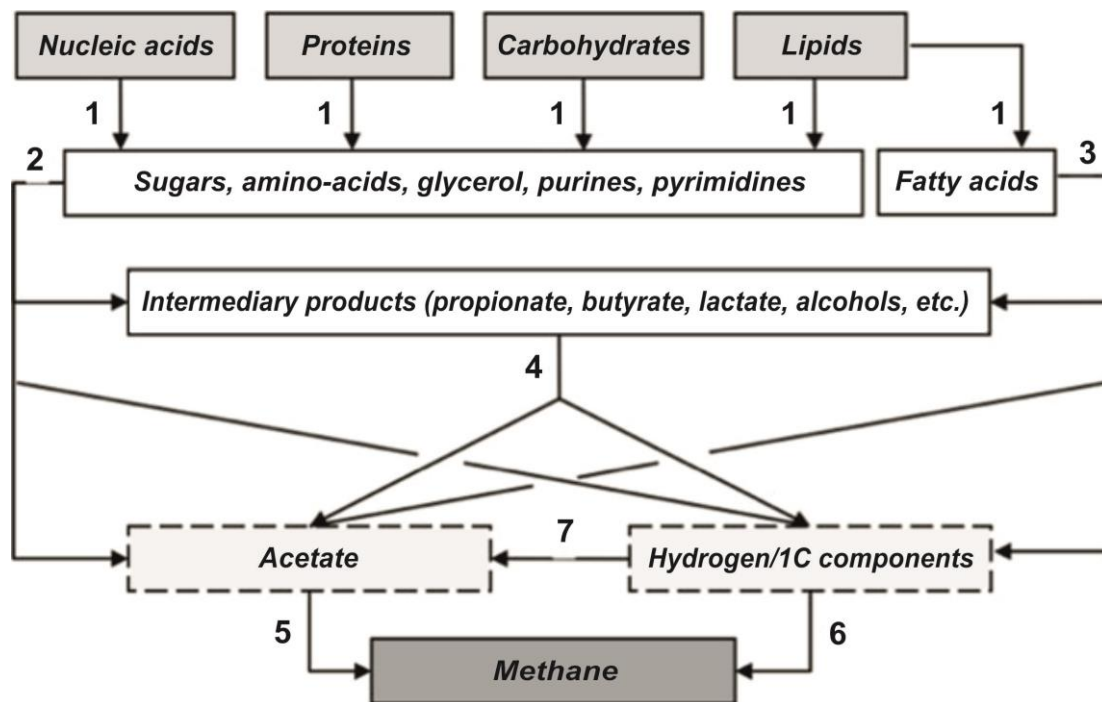 Nucleic acids
Proteins
Carbohydrates
Lipids
1
1
1
1
1
2
3
Sugars, amino-acids, glycerol, purines, pyrimidines
Fatty acids
Intermediary products (propionate, butyrate, lactate, alcohols, etc.)
4
Acetate
7
Hydrogen/1C components
5
6
Methane